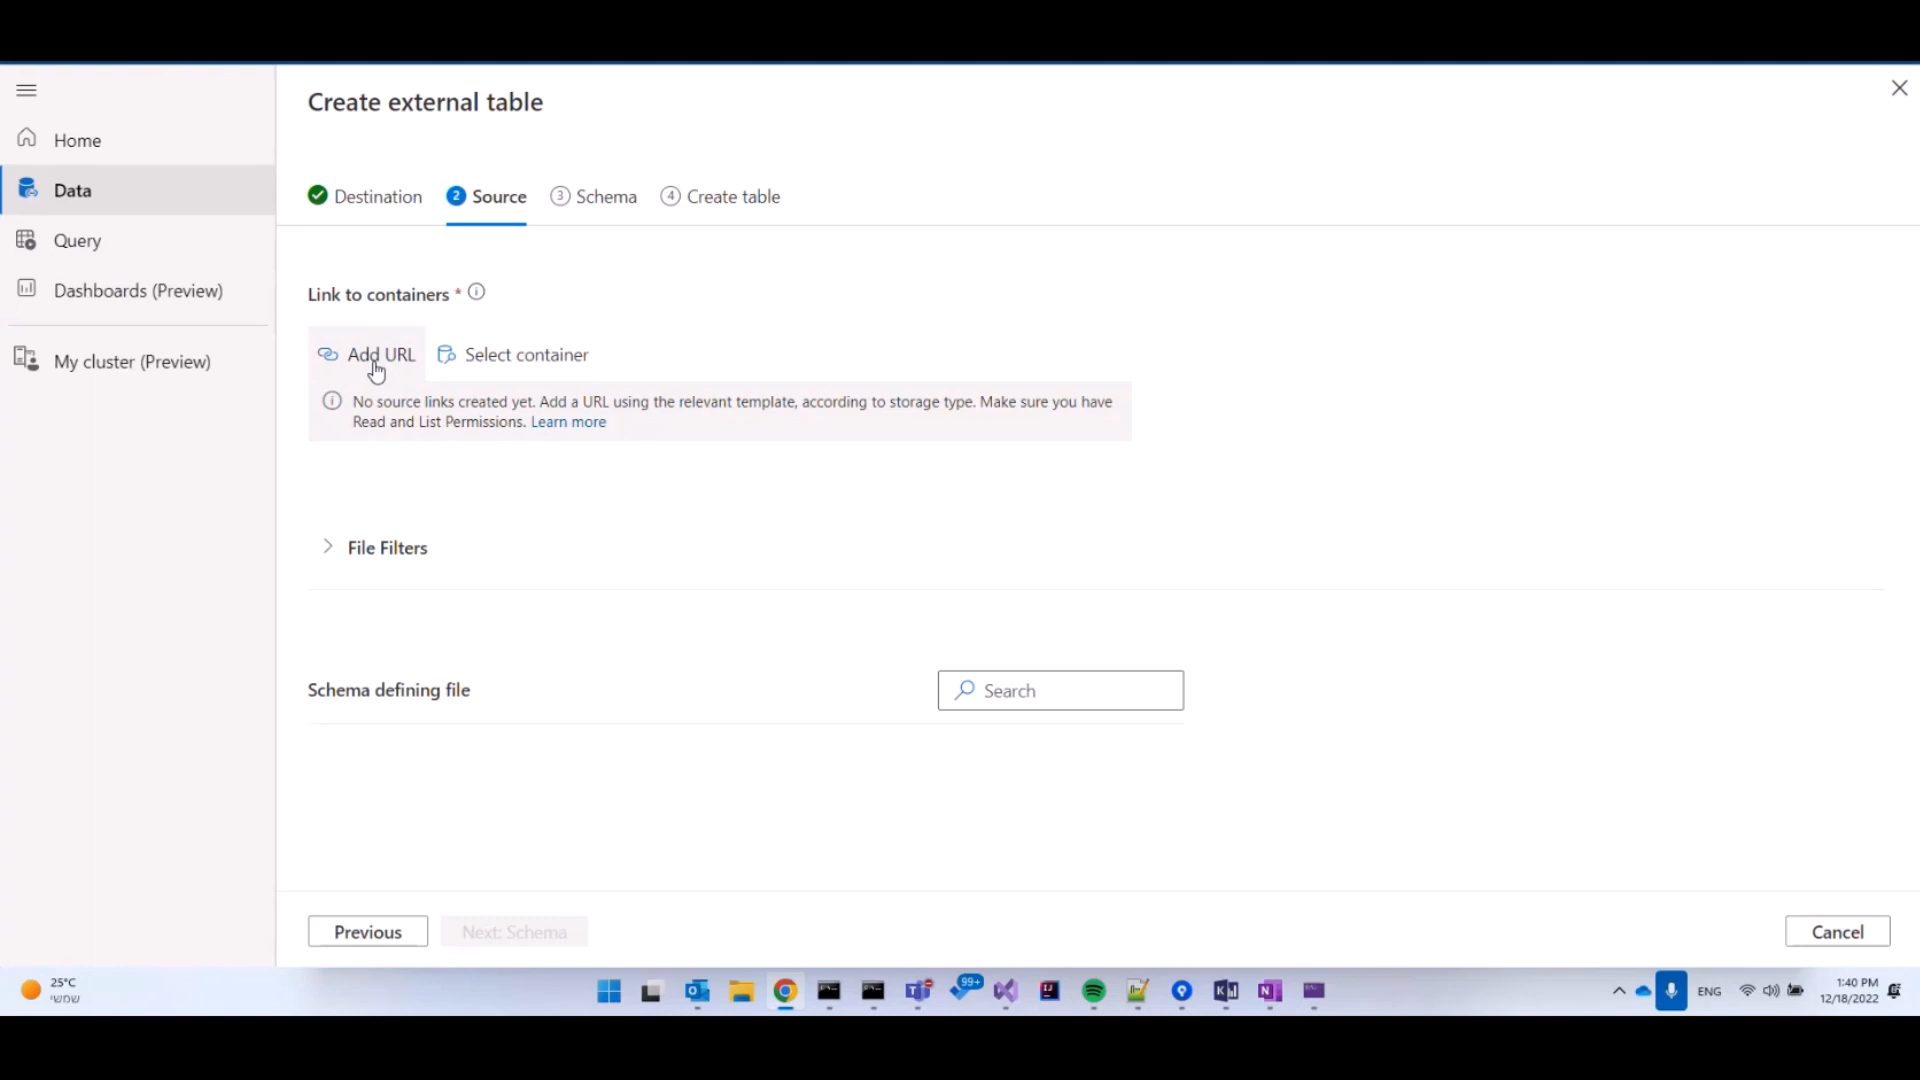 Create external table
Home
Data
Query
Dashboards (Preview)
My cluster (Preview)
Destination
2 Source
3 Schema
4 Create table
Link to containers *
Add URL
Select container
No source links created yet. Add a URL using the relevant template, according to storage type. Make sure you have
Read and List Permissions. Learn more
File Filters
Schema defining file
Search
Previous
Next: Schema
Cancel
25°C
שמשי
99+
ENG
1:40 PM
12/18/2022